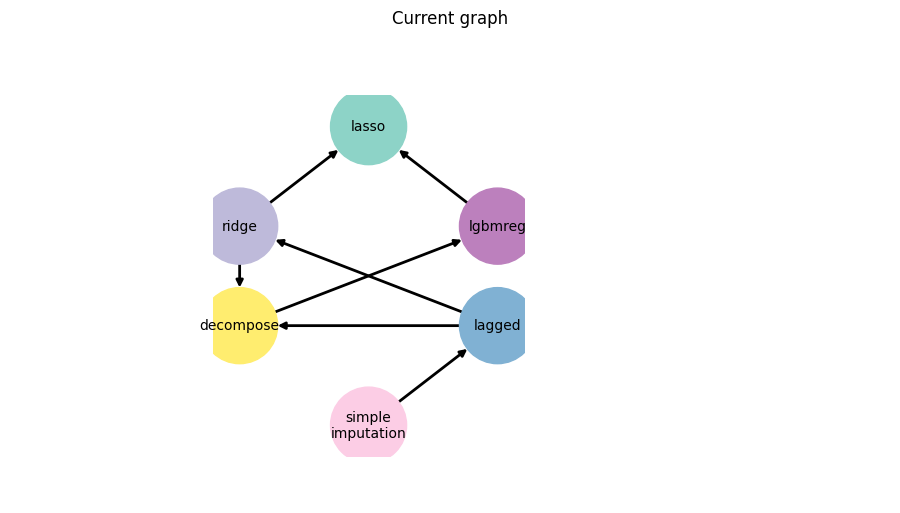 Current graph
lasso
ridge
lgbmreg
decompose
lagged
simple
imputation